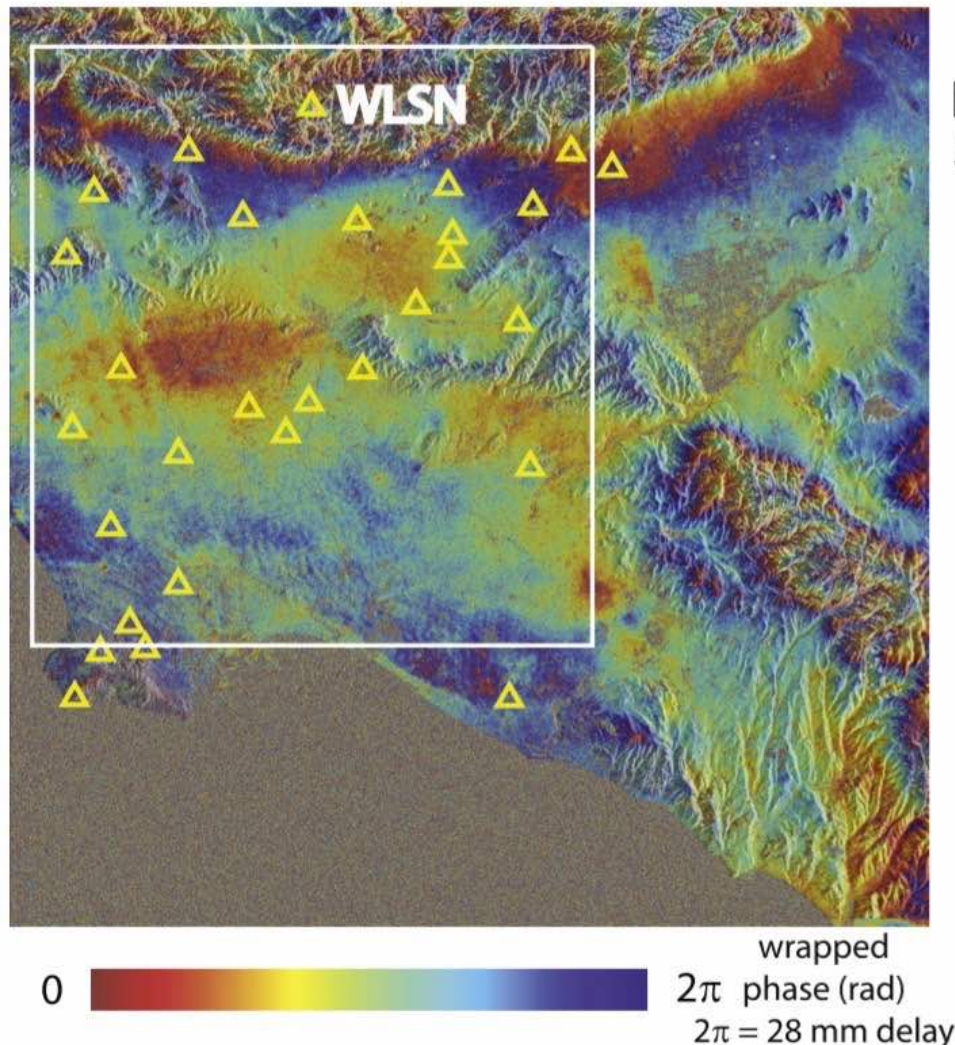 WLSN
0
2π
wrapped
phase (rad)
2π = 28 mm delay